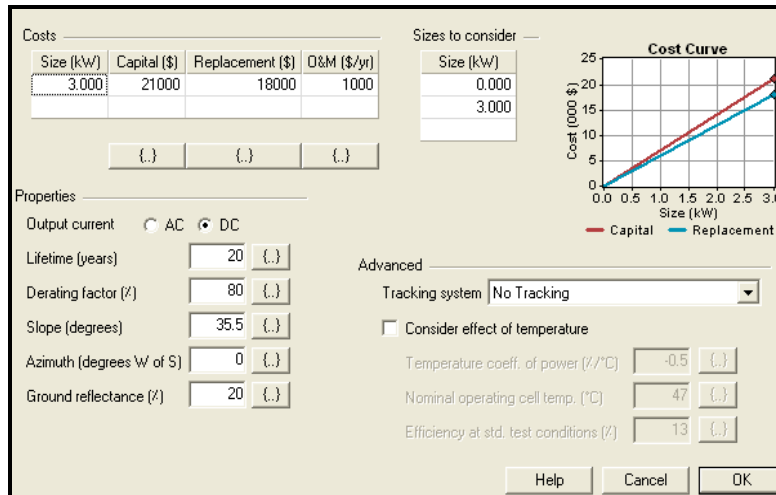 Costs
Size (kW) Capital ($) Replacement ($) O&M ($/yr)
3.000 21000 18000 1000
{..} {..} {..}
Sizes to consider
Size (kW)
0.000
3.000
Cost Curve
Cost (000 $)
25
20
15
10
5
0
0.0 0.5 1.0 1.5 2.0 2.5 3.0
Size (kW)
Capital Replacement
Properties
Output current AC DC
Lifetime (years) 20 {..}
Derating factor (%) 80 {..}
Slope (degrees) 35.5 {..}
Azimuth (degrees W of S) 0 {..}
Ground reflectance (%) 20 {..}
Advanced
Tracking system No Tracking
Consider effect of temperature
Temperature coeff. of power (%/°C) -0.5 {..}
Nominal operating cell temp. (°C) 47 {..}
Efficiency at std. test conditions (%) 13 {..}
Help Cancel OK